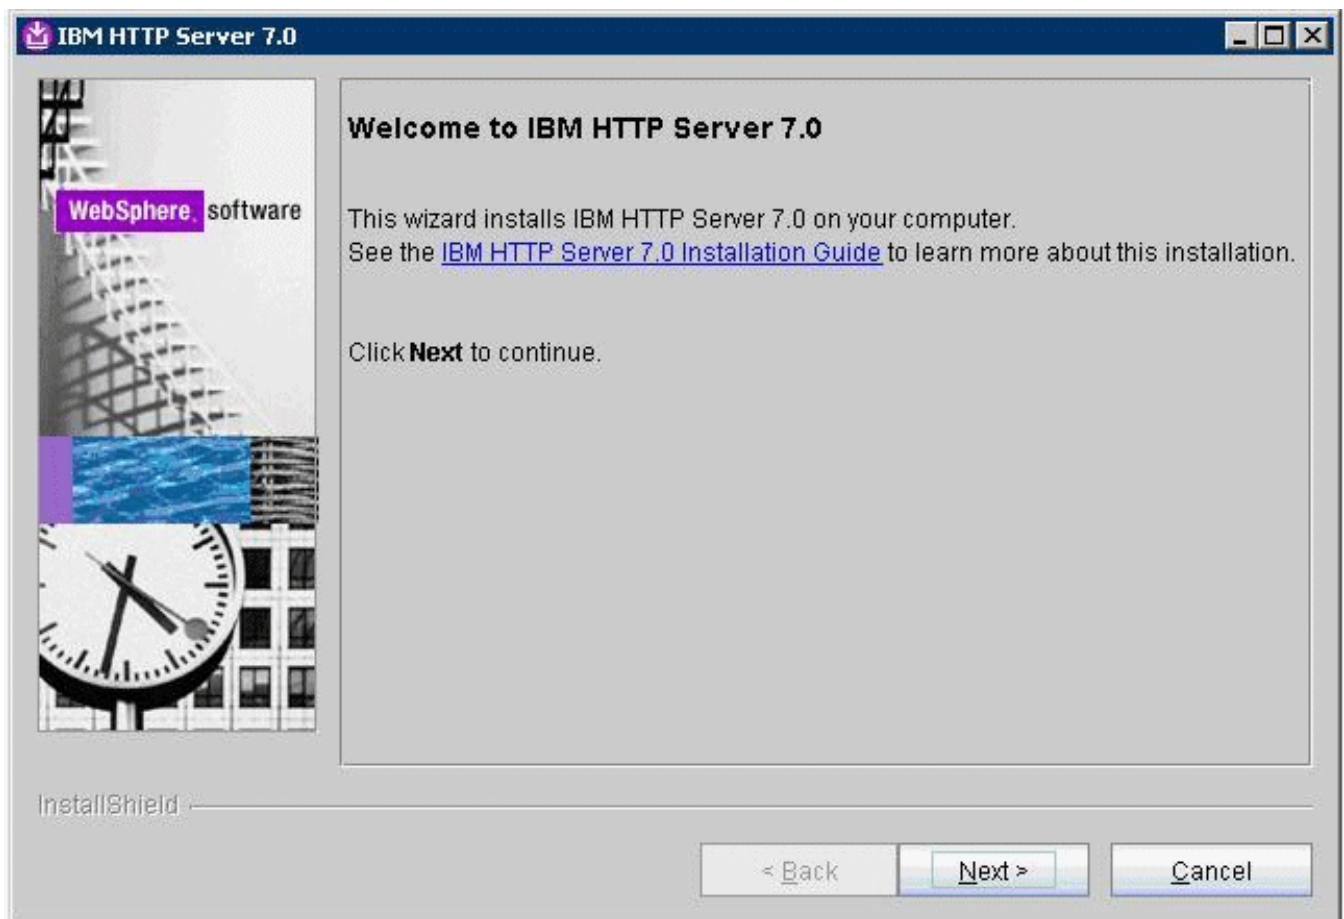 IBM HTTP Server 7.0
WebSphere. software
Welcome to IBM HTTP Server 7.0
This wizard installs IBM HTTP Server 7.0 on your computer.
See the IBM HTTP Server 7.0 Installation Guide to learn more about this installation.
Click Next to continue.
InstallShield
< Back Next > Cancel